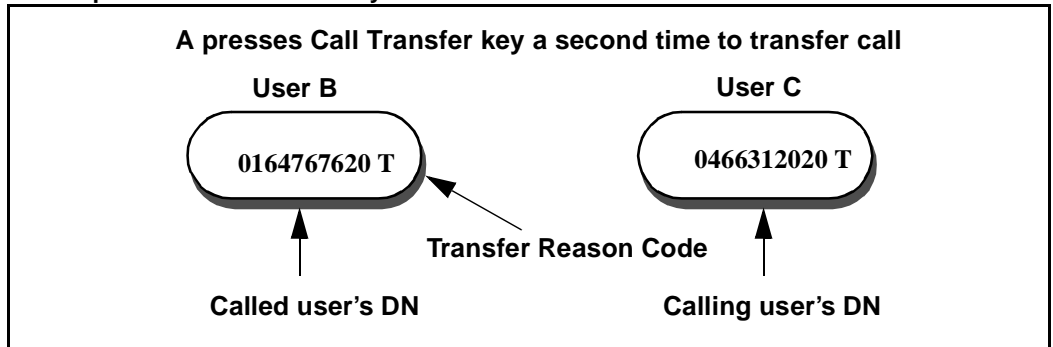 A presses Call Transfer key a second time to transfer call
User B
User C
0164767620 T
0466312020 T
Transfer Reason Code
Called user’s DN
Calling user’s DN